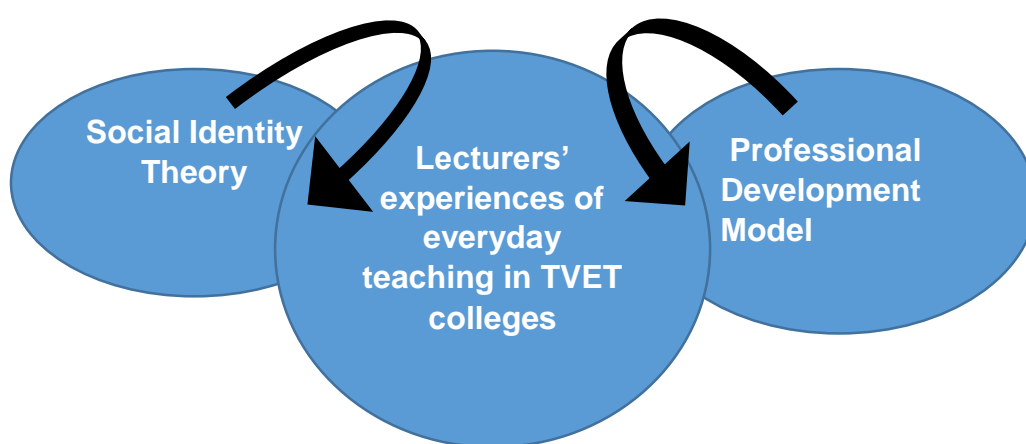 Social Identity
Theory
Lecturers’
experiences of
everyday
teaching in TVET
colleges
Professional
Development
Model